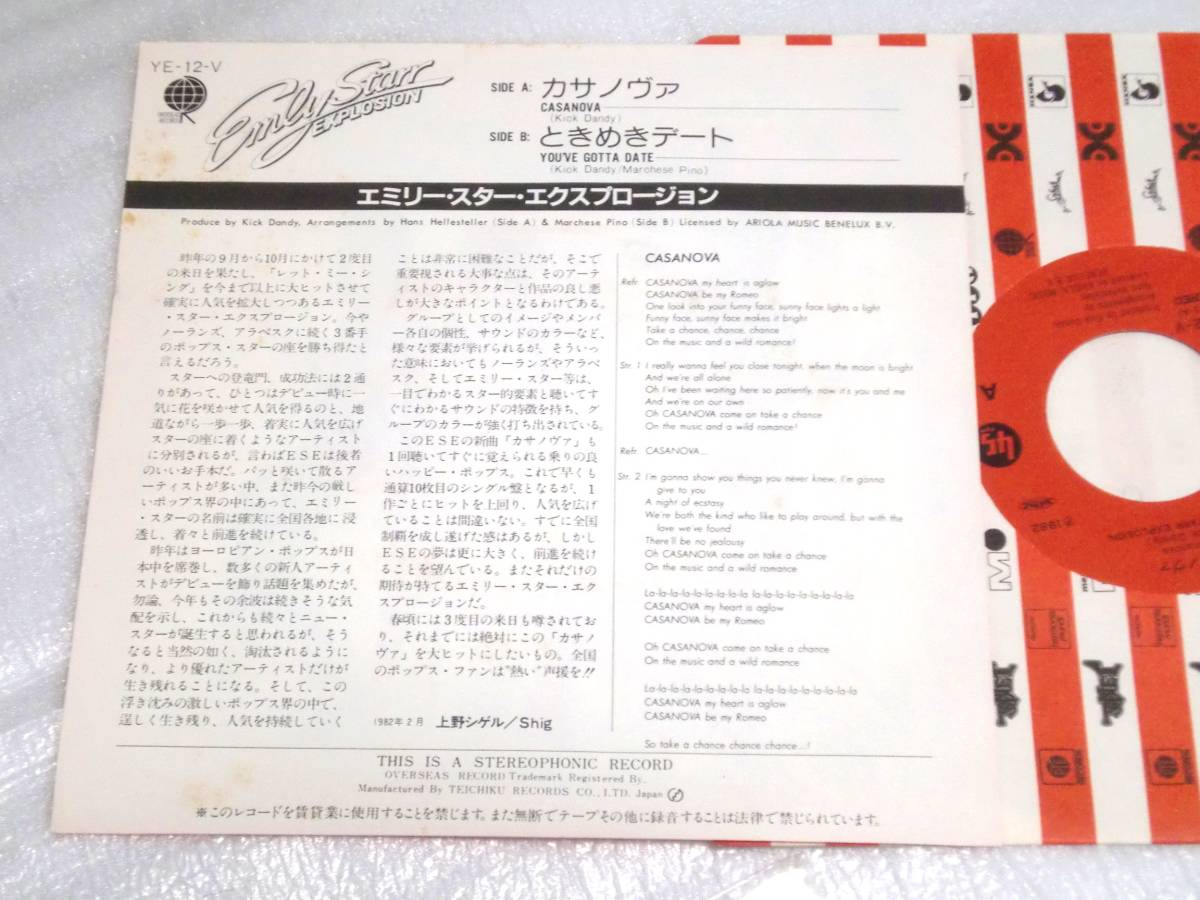 YE-12-V
Emly Starr
EXPLOSION
SIDE A: カサノヴァ
CASANOVA
(Kick Dandy)
SIDE B: ときめきデート
YOU'VE GOTTA DATE
(Kick Dandy/Marchese Pino)
エミリー・スター・エクスプロージョン
Produce by Kick Dandy, Arrangements by Hans Hellesteller (Side A) & Marchese Pino (Side B) Licensed by ARIOLA MUSIC BENELUX B.V.
昨年の9月から10月にかけて2度目
の来日を果たし、「レット・ミー・シ
ング」を今まで以上に大ヒットさせて
確実に人気を拡大しつつあるエミリー
・スター・エクスプロージョン。今や
ノーランズ、アラベスクに続く3番手
のポップス・スターの座を勝ち得たと
言えるだろう。
スターへの登竜門、成功法には2通
りがあって、ひとつはデビュー時に一
気に花を咲かせて人気を得るのと、地
道ながら一歩一歩、着実に人気を広げ
スターの座に着くようなアーティスト
に分別されるが、言わばESEは後者
のいいお手本だ。パッと咲いて散るア
ーティストが多い中、また昨今の厳し
いポップス界の中にあって、エミリー
・スターの名前は確実に全国各地に浸
透し、着々と前進を続けている。
昨年はヨーロピアン・ポップスが日
本中を席巻し、数多くの新人アーティ
ストがデビューを飾り話題を集めたが、
勿論、今年もその余波は続きそうな気
配を示し、これからも続々とニュー・
スターが誕生すると思われるが、そう
なると当然の如く、淘汰されるように
なり、より優れたアーティストだけが
生き残れることになる。そして、この
浮き沈みの激しいポップス界の中で、
逞しく生き残り、人気を持続していく
ことは非常に困難なことだが、そこで
重要視される大事な点は、そのアーテ
ィストのキャラクターと作品の良し悪
しが大きなポイントとなるわけである。
グループとしてのイメージやメンバ
ー各自の個性、サウンドのカラーなど、
様々な要素が挙げられるが、そういっ
た意味においてもノーランズやアラベ
スク、そしてエミリー・スター等は、
一目でわかるスター的要素と聴いてす
ぐにわかるサウンドの特徴を持ち、グ
ループのカラーが強く打ち出されている。
このESEの新曲「カサノヴァ」も
1回聴いてすぐに覚えられる乗りの良
いハッピー・ポップス。これで早くも
通算10枚目のシングル盤となるが、1
作ごとにヒットを上回り、人気を広げ
ていることは間違いない。すでに全国
制覇を成し遂げた感はあるが、しかし
ESEの夢は更に大きく、前進を続け
ることを望んでいる。またそれだけの
期待が持てるエミリー・スター・エク
スプロージョンだ。
春頃には3度目の来日も噂されてお
り、それまでには絶対にこの「カサノ
ヴァ」を大ヒットにしたいもの。全国
のポップス・ファンは"熱い"声援を!!
1982年2月 上野シゲル/Shig
CASANOVA
Refr. CASANOVA my heart is aglow
CASANOVA be my Romeo
One look into your funny face, sunny face lights a light
Funny face, sunny face makes it bright
Take a chance, chance, chance
On the music and a wild romance!
Str. 1 I really wanna feel you close tonight, when the moon is bright
And we're all alone
Oh I've been waiting here so patiently, now it's you and me
And we're on our own
Oh CASANOVA come on take a chance
On the music and a wild romance!
Refr. CASANOVA...
Str. 2 I'm gonna show you things you never knew, I'm gonna
give to you
A night of ecstasy
We're both the kind who like to play around, but with the
love we've found
There'll be no jealousy
Oh CASANOVA come on take a chance
On the music and a wild romance
La-la-la-la-la-la-la-la-la-la-la-la-la-la-la-la-la-la
CASANOVA my heart is aglow
CASANOVA be my Romeo
Oh CASANOVA come on take a chance
On the music and a wild romance
La-la-la-la-la-la-la-la-la la-la-la-la-la-la-la-la-la
CASANOVA my heart is aglow
CASANOVA be my Romeo
So take a chance chance chance...!
THIS IS A STEREOPHONIC RECORD
OVERSEAS RECORD Trademark Registered By.
Manufactured By TEICHIKU RECORDS CO., LTD. Japan
※このレコードを賃貸業に使用することを禁じます。また無断でテープその他に録音することは法律で禁じられています。
45
P
℗1982